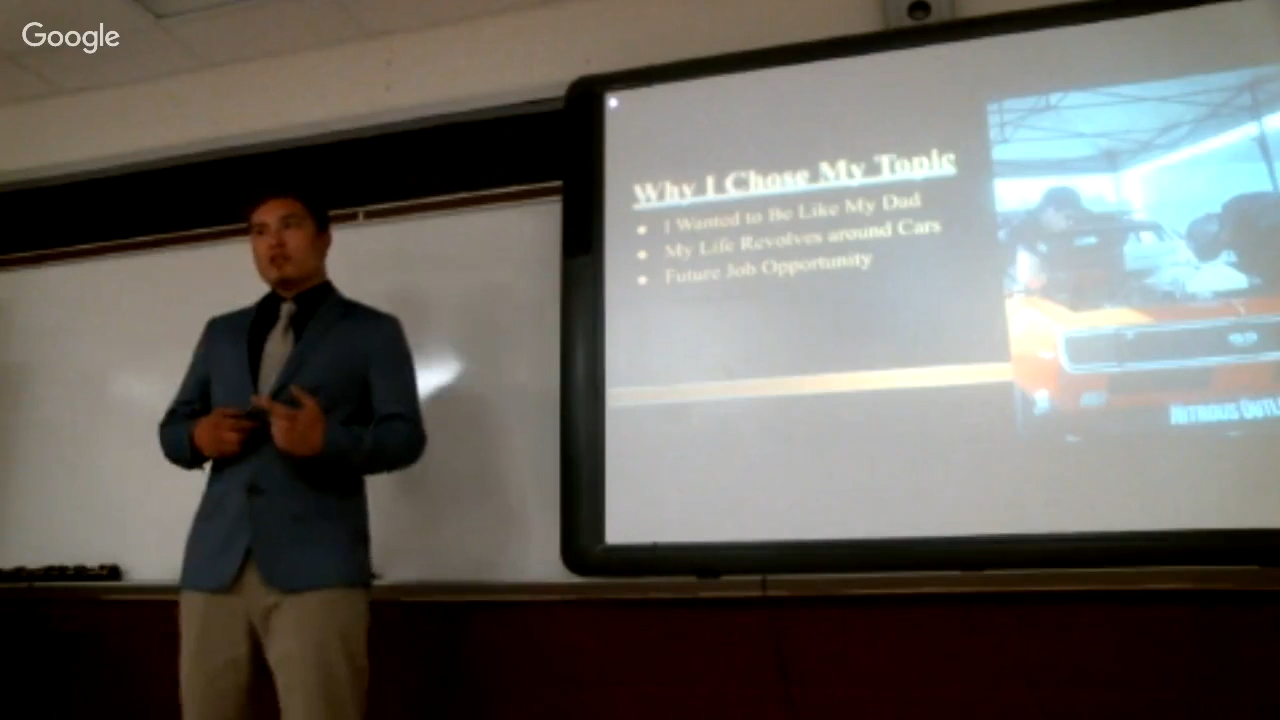 Google
Why I Chose My Topic
I Wanted to Be Like My Dad
My Life Revolves around Cars
Future Job Opportunity
SS
NITROUS OUTL